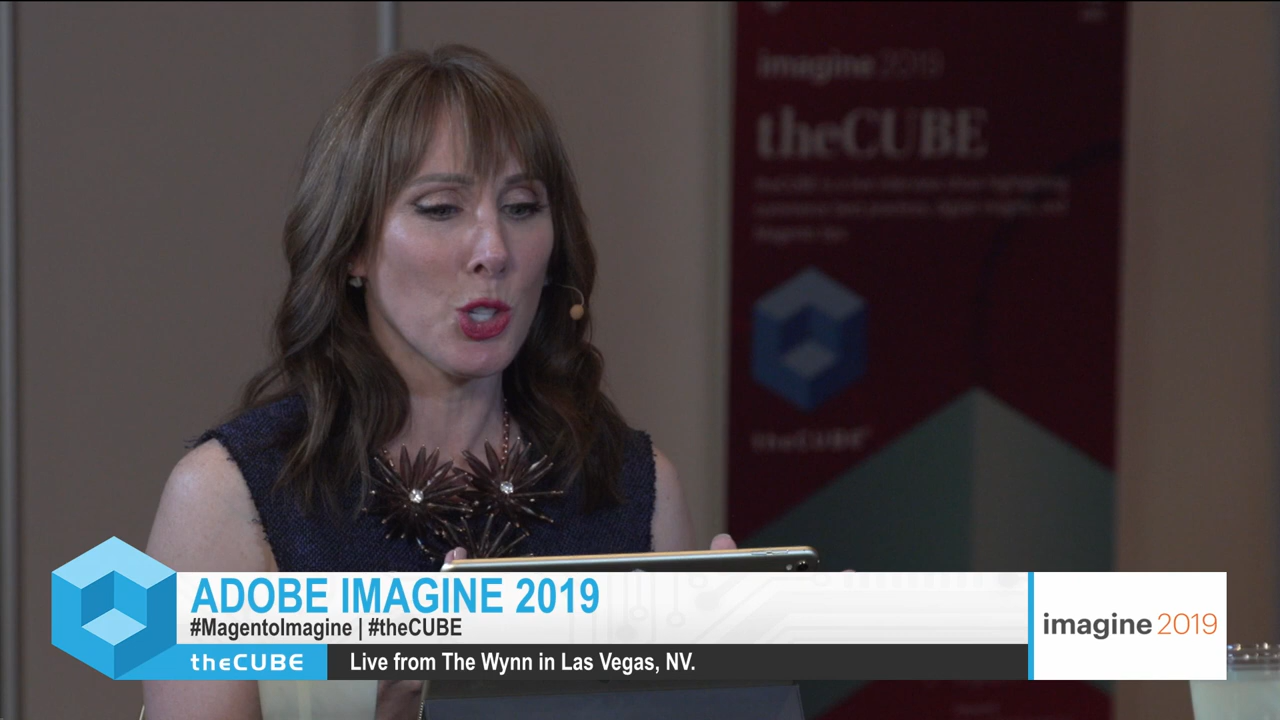 imagine 2019
theCUBE
theCUBE
ADOBE IMAGINE 2019
#MagentoImagine | #theCUBE
theCUBE
Live from The Wynn in Las Vegas, NV.
imagine 2019